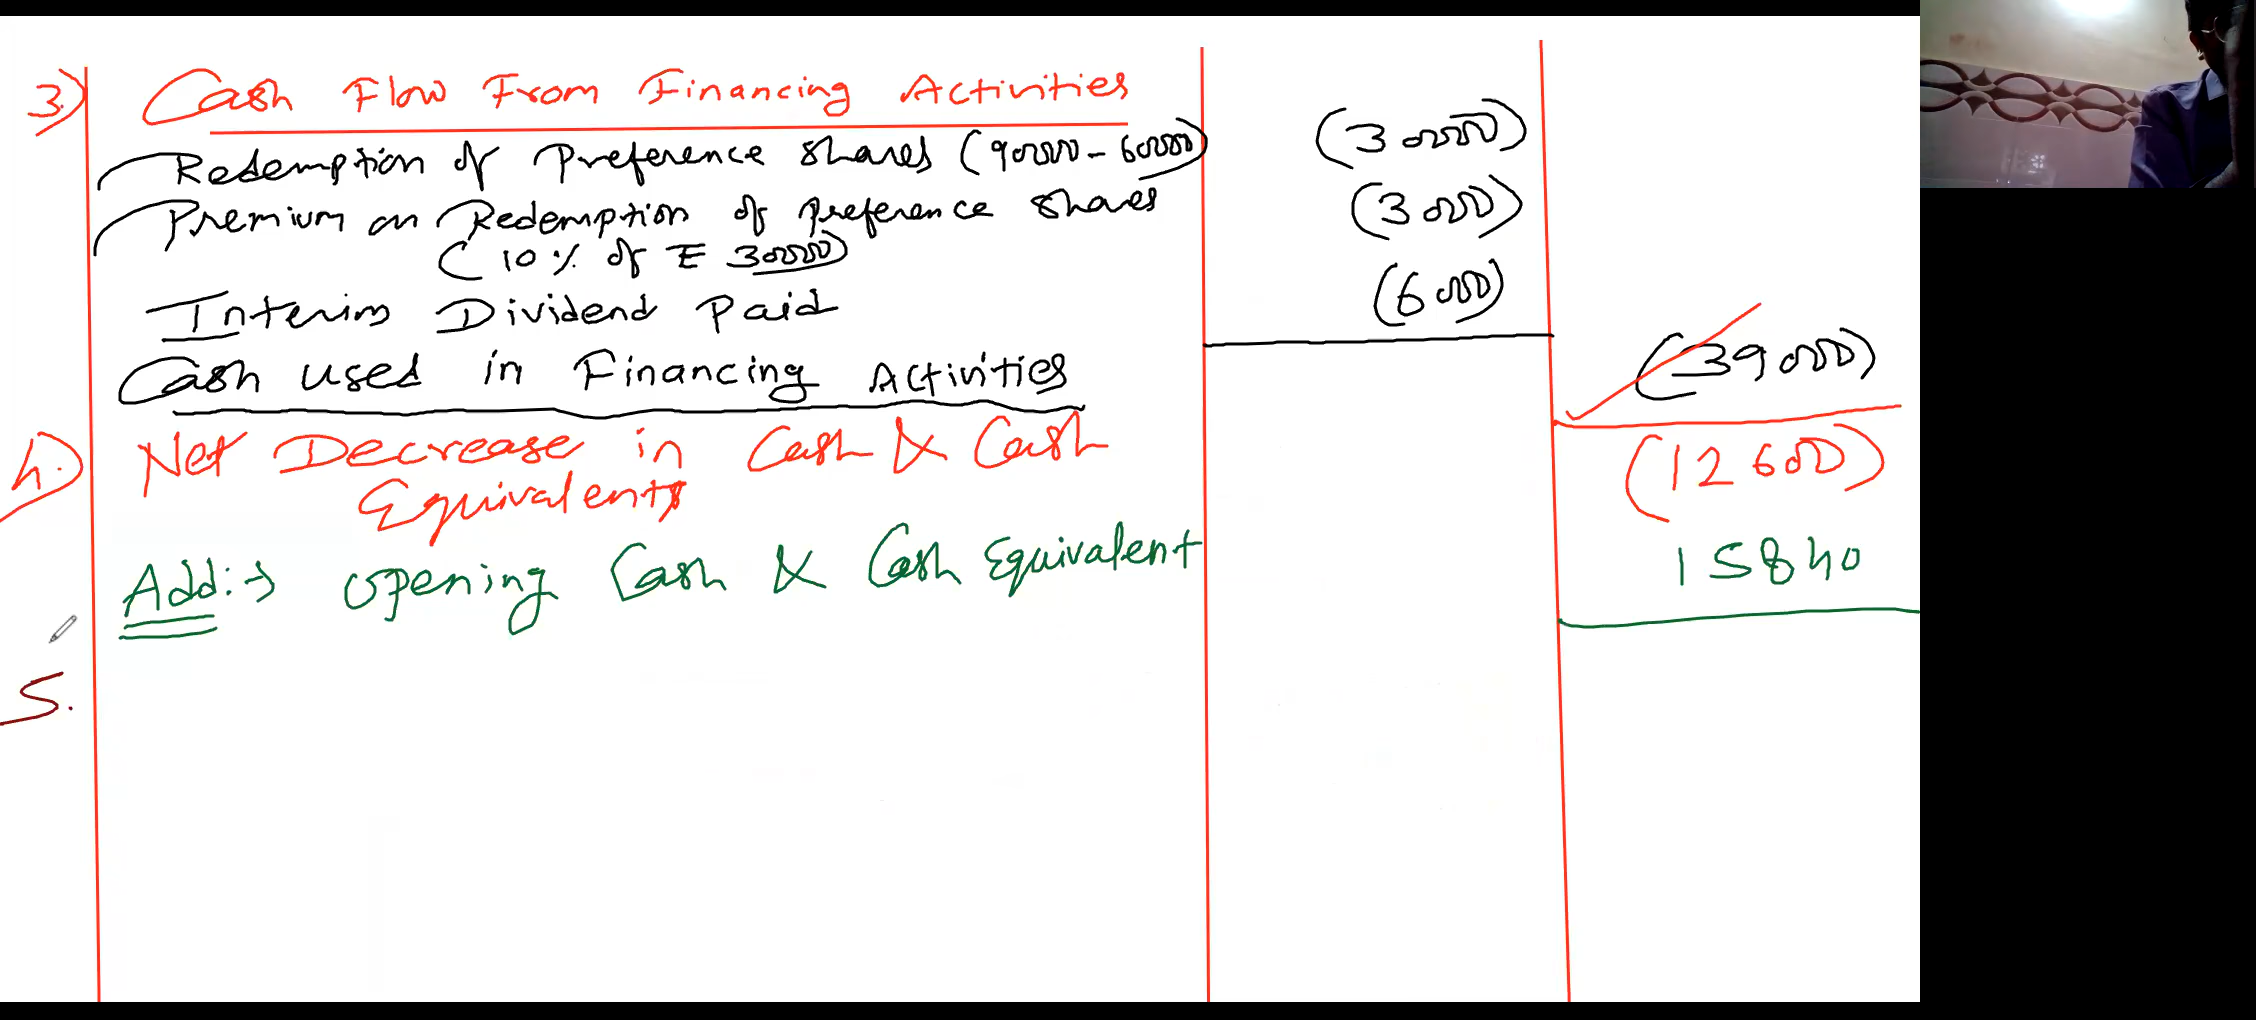 3.) Cash Flow From Financing Activities
Redemption of Preference Shares (90000 - 60000) (30000)
Premium on Redemption of preference Shares (3000)
(10% of ₹ 30000)
Interim Dividend Paid (6000)
Cash used in Financing Activities (39000)
4.) Net Decrease in Cash & Cash (12600)
Equivalents
Add:→ opening Cash & Cash Equivalent 15840
5.